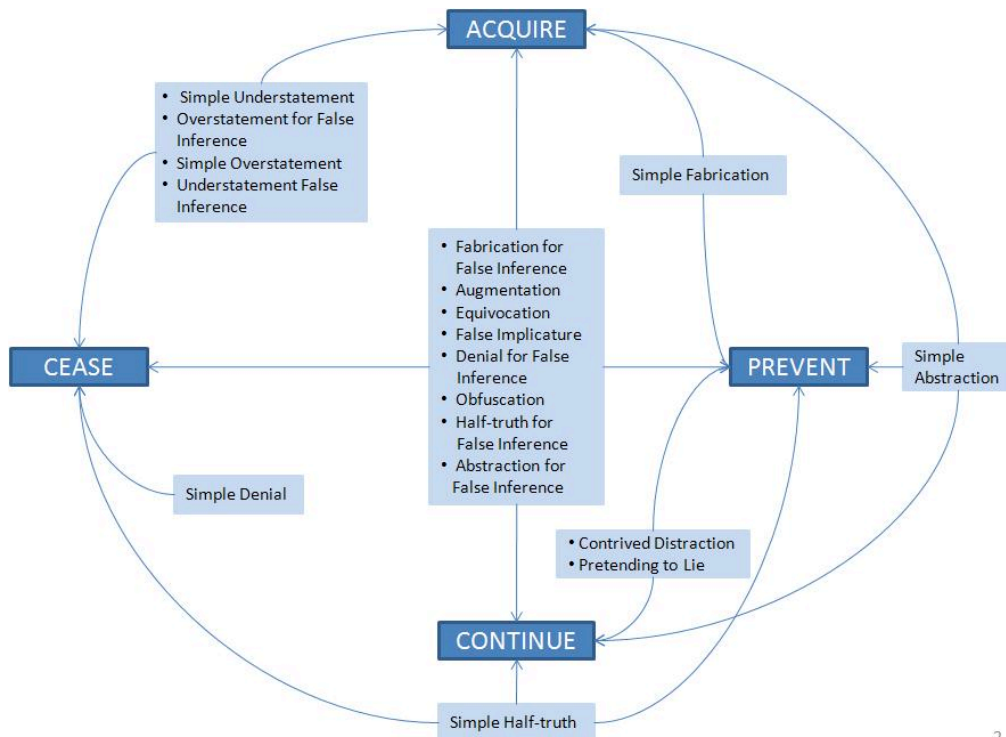 ACQUIRE
• Simple Understatement
• Overstatement for False
Inference
• Simple Overstatement
• Understatement False
Inference
Simple Fabrication
• Fabrication for
False Inference
• Augmentation
• Equivocation
• False Implicature
• Denial for False
Inference
• Obfuscation
• Half-truth for
False Inference
• Abstraction for
False Inference
CEASE
PREVENT
Simple
Abstraction
Simple Denial
• Contrived Distraction
• Pretending to Lie
CONTINUE
Simple Half-truth
2